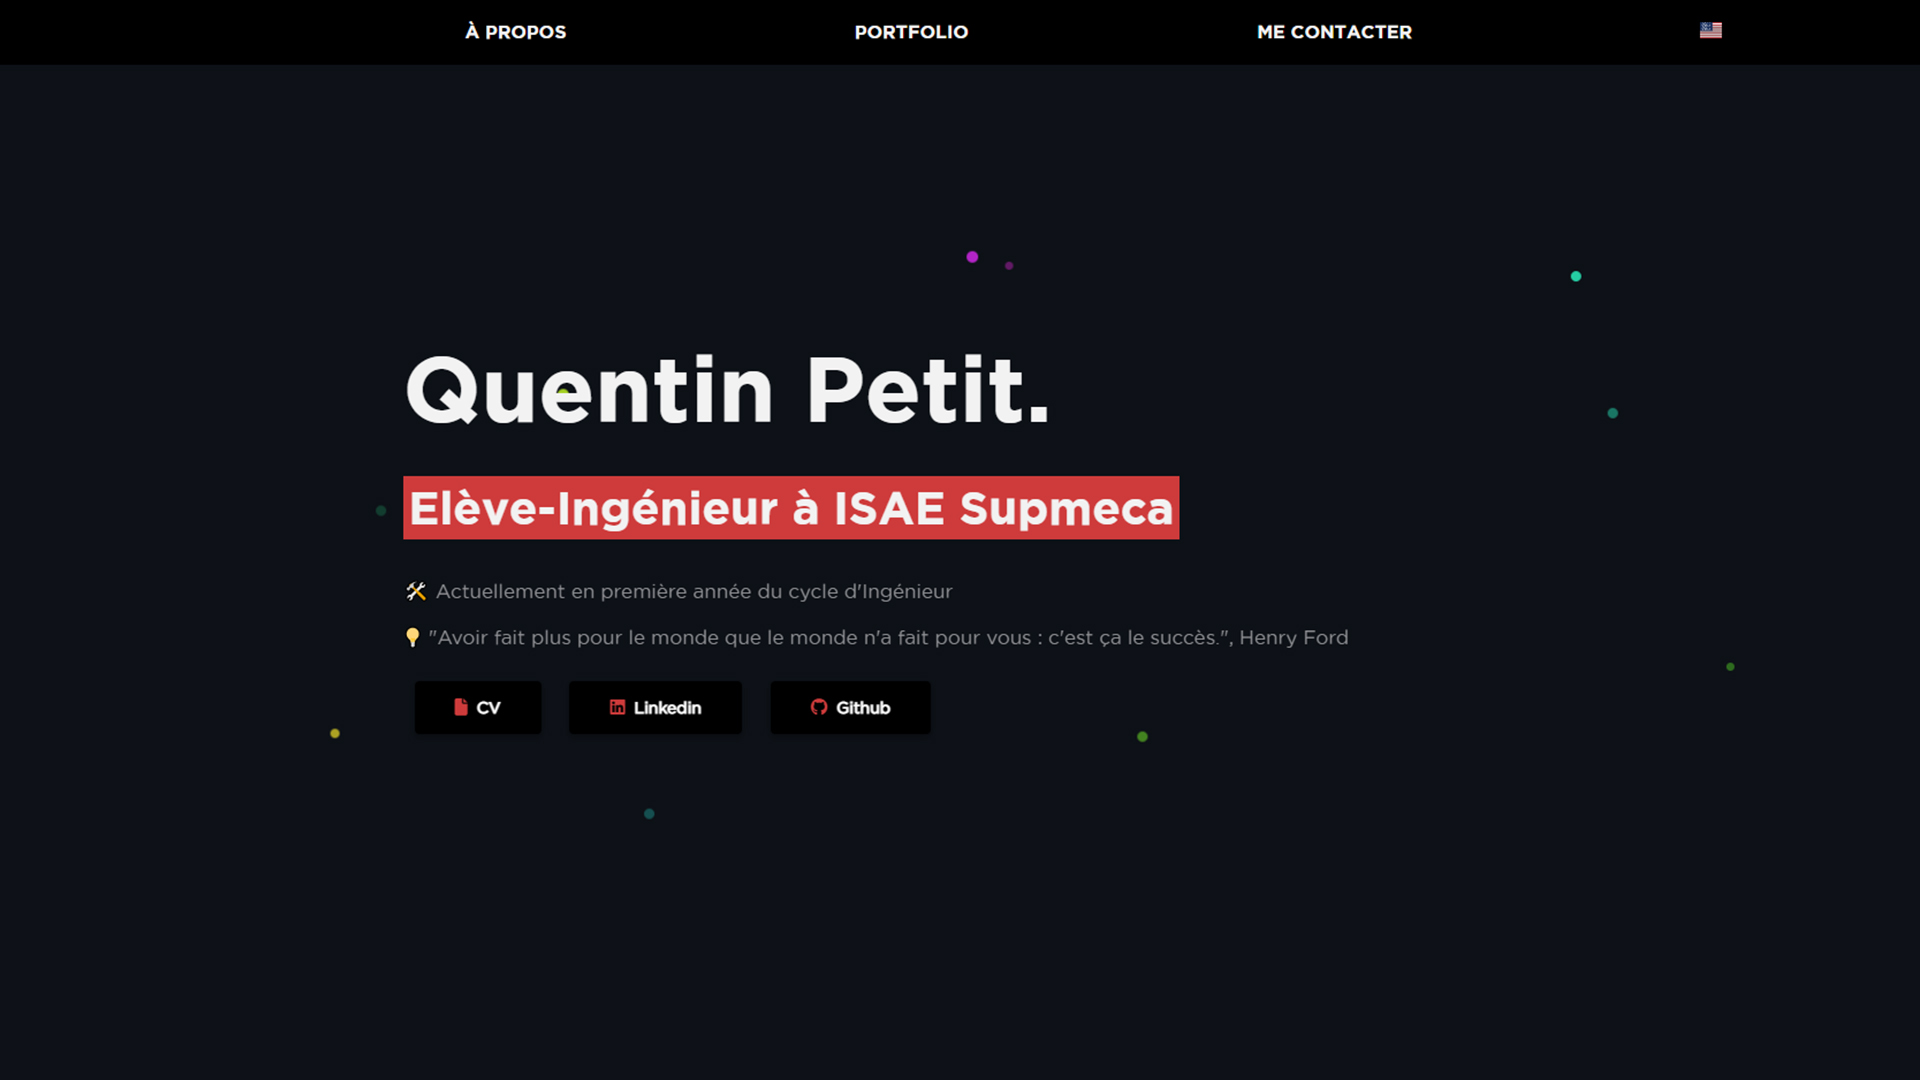 À PROPOS
PORTFOLIO
ME CONTACTER
Quentin Petit.
Elève-Ingénieur à ISAE Supmeca
Actuellement en première année du cycle d'Ingénieur
"Avoir fait plus pour le monde que le monde n'a fait pour vous : c'est ça le succès.", Henry Ford
CV
Linkedin
Github